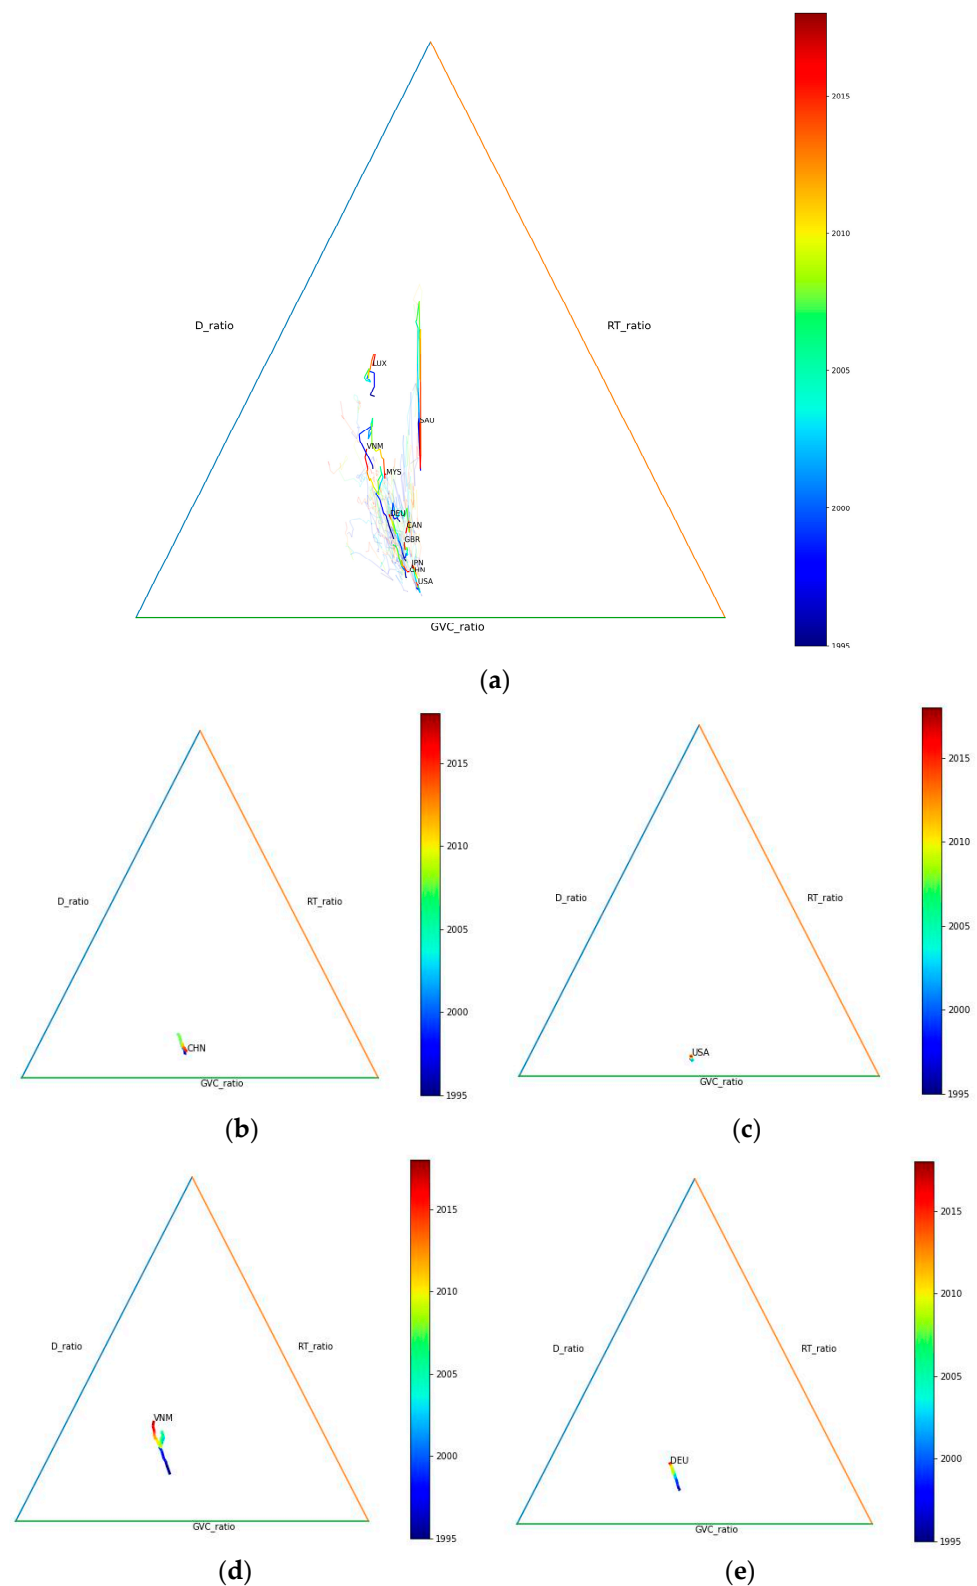 2015
2010
D_ratio
RT_ratio
2005
LUX
SAU
VNM
MYS
2000
DEU
CAN
GBR
JPN
CHN
USA
GVC_ratio
1995
(a)
2015
2010
D_ratio
RT_ratio
2005
2000
CHN
GVC_ratio
1995
(b)
2015
2010
D_ratio
RT_ratio
2005
2000
USA
GVC_ratio
1995
(c)
2015
2010
D_ratio
RT_ratio
2005
VNM
2000
GVC_ratio
1995
(d)
2015
2010
D_ratio
RT_ratio
2005
DEU
2000
GVC_ratio
1995
(e)